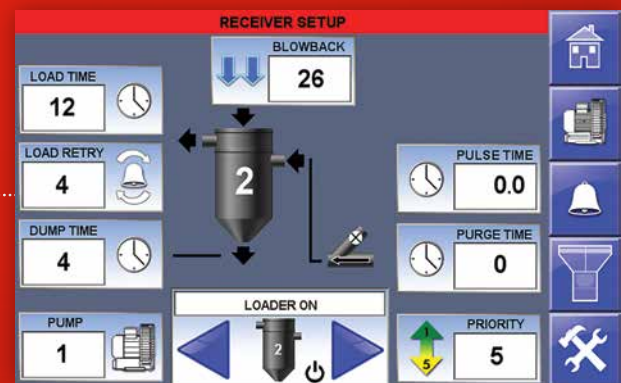 RECEIVER SETUP
BLOWBACK
26
LOAD TIME
12
LOAD RETRY
4
DUMP TIME
4
PUMP
1
2
LOADER ON
2
PULSE TIME
0.0
PURGE TIME
0
PRIORITY
1
5
5